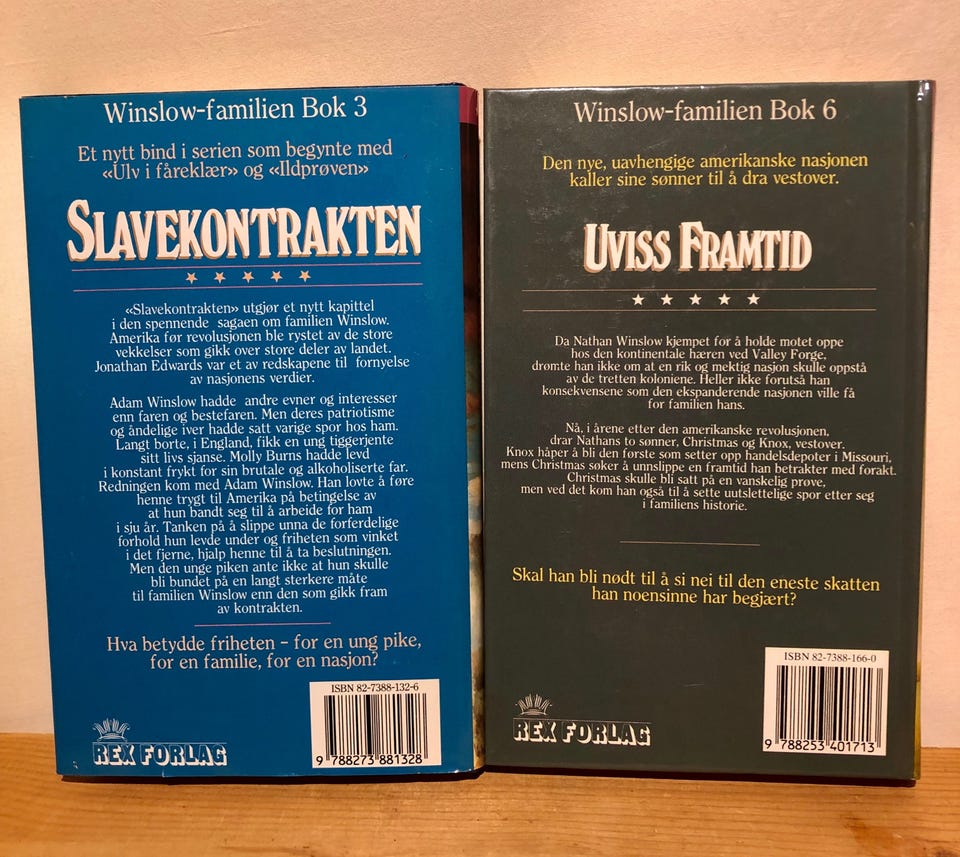 Winslow-familien Bok 3
Et nytt bind i serien som begynte med
«Ulv i fåreklær» og «Ildprøven»
SLAVEKONTRAKTEN
«Slavekontrakten» utgjør et nytt kapittel
i den spennende sagaen om familien Winslow.
Amerika før revolusjonen ble rystet av de store
vekkelser som gikk over store deler av landet.
Jonathan Edwards var et av redskapene til fornyelse
av nasjonens verdier.
Adam Winslow hadde andre evner og interesser
enn faren og bestefaren. Men deres patriotisme
og åndelige iver hadde satt varige spor hos ham.
Langt borte, i England, fikk en ung tiggerjente
sitt livs sjanse. Molly Burns hadde levd
i konstant frykt for sin brutale og alkoholiserte far.
Redningen kom med Adam Winslow. Han lovte å føre
henne trygt til Amerika på betingelse av
at hun bandt seg til å arbeide for ham
i sju år. Tanken på å slippe unna de forferdelige
forhold hun levde under og friheten som vinket
i det fjerne, hjalp henne til å ta beslutningen.
Men den unge piken ante ikke at hun skulle
bli bundet på en langt sterkere måte
til familien Winslow enn den som gikk fram
av kontrakten.
Hva betydde friheten – for en ung pike,
for en familie, for en nasjon?
ISBN 82-7388-132-6
9 788273 881328
REX FORLAG
Winslow-familien Bok 6
Den nye, uavhengige amerikanske nasjonen
kaller sine sønner til å dra vestover.
UVISS FRAMTID
Da Nathan Winslow kjempet for å holde motet oppe
hos den kontinentale hæren ved Valley Forge,
drømte han ikke om at en rik og mektig nasjon skulle oppstå
av de tretten koloniene. Heller ikke forutså han
konsekvensene som den ekspanderende nasjonen ville få
for familien hans.
Nå, i årene etter den amerikanske revolusjonen,
drar Nathans to sønner, Christmas og Knox, vestover.
Knox håper å bli den første som setter opp handelsdepoter i Missouri,
mens Christmas søker å unnslippe en framtid han betrakter med forakt.
Christmas skulle bli satt på en vanskelig prøve,
men ved det kom han også til å sette uutslettelige spor etter seg
i familiens historie.
Skal han bli nødt til å si nei til den eneste skatten
han noensinne har begjært?
ISBN 82-7388-166-0
9 788253 401713
REX FORLAG